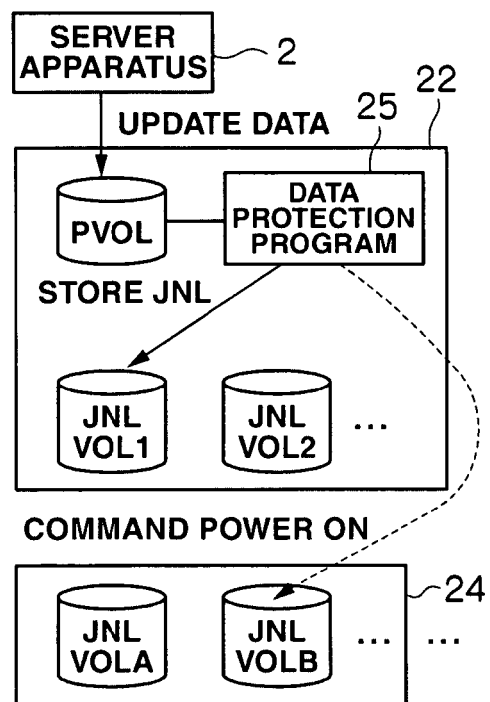 SERVER
APPARATUS
2
UPDATE DATA
25
22
PVOL
DATA
PROTECTION
PROGRAM
STORE JNL
JNL
VOL1
JNL
VOL2
...
COMMAND POWER ON
24
JNL
VOLA
JNL
VOLB
...
...